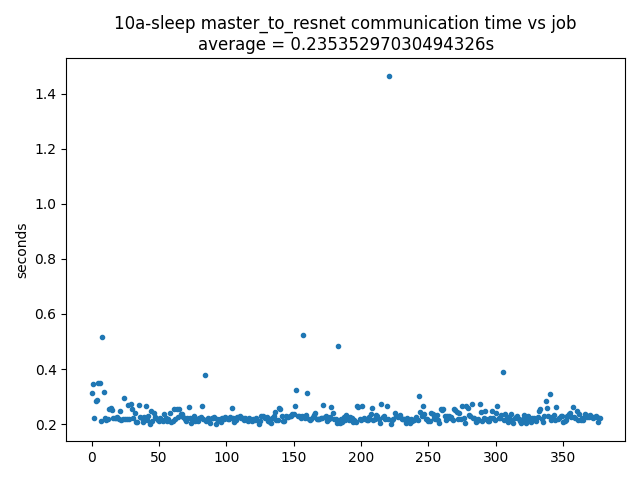 10a-sleep master_to_resnet communication time vs job
average = 0.23535297030494326s
1.4
1.2
1.0
seconds
0.8
0.6
0.4
0.2
0 50 100 150 200 250 300 350